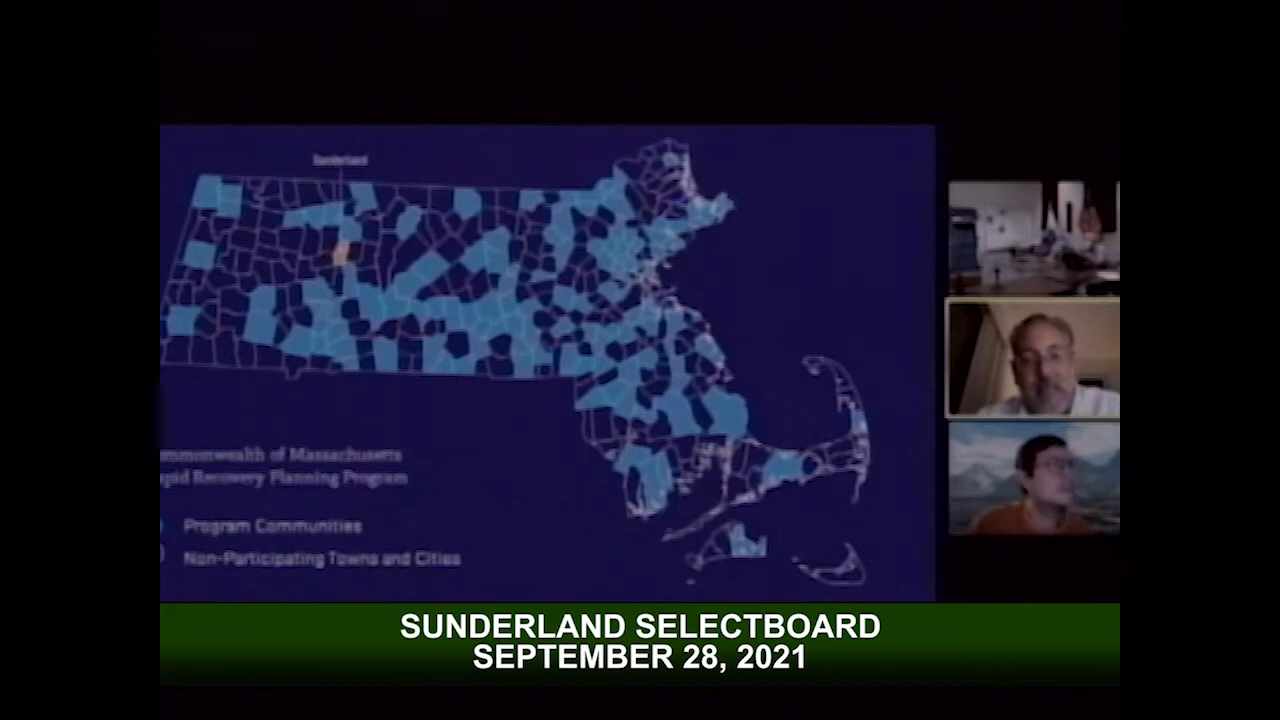 Sunderland
mmonwealth of Massachusetts
pid Recovery Planning Program
Program Communities
Non-Participating Towns and Cities
SUNDERLAND SELECTBOARD
SEPTEMBER 28, 2021